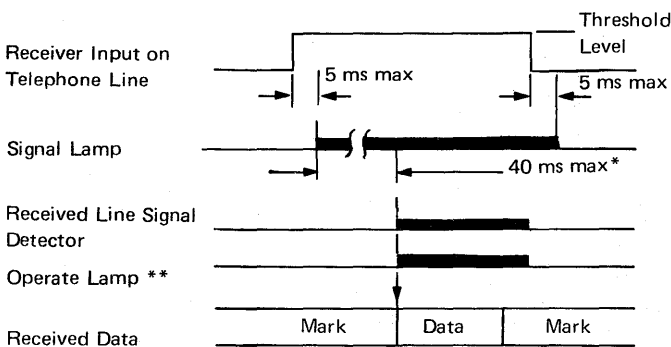 Threshold
Level
Receiver Input on
Telephone Line
5 ms max
5 ms max
Signal Lamp
40 ms max*
Received Line Signal
Detector
Operate Lamp **
Received Data
Mark
Data
Mark